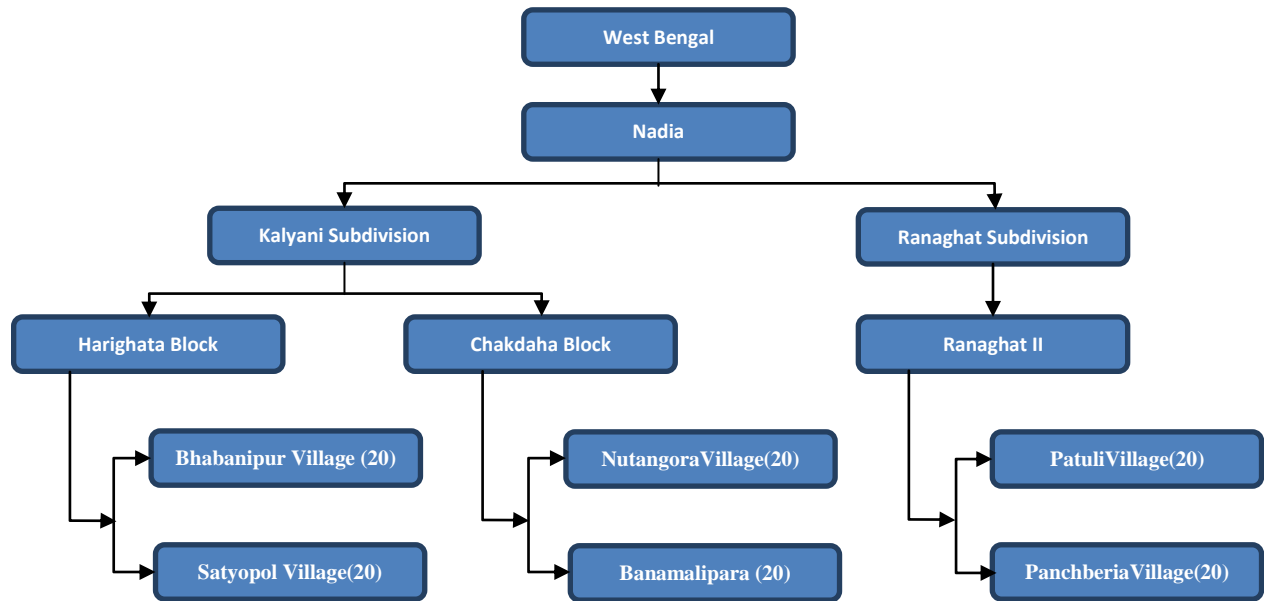 West Bengal
Nadia
Kalyani Subdivision
Ranaghat Subdivision
Harighata Block
Chakdaha Block
Ranaghat II
Bhabanipur Village (20)
NutangoraVillage(20)
PatuliVillage(20)
Satyopol Village(20)
Banamalipara (20)
PanchberiaVillage(20)